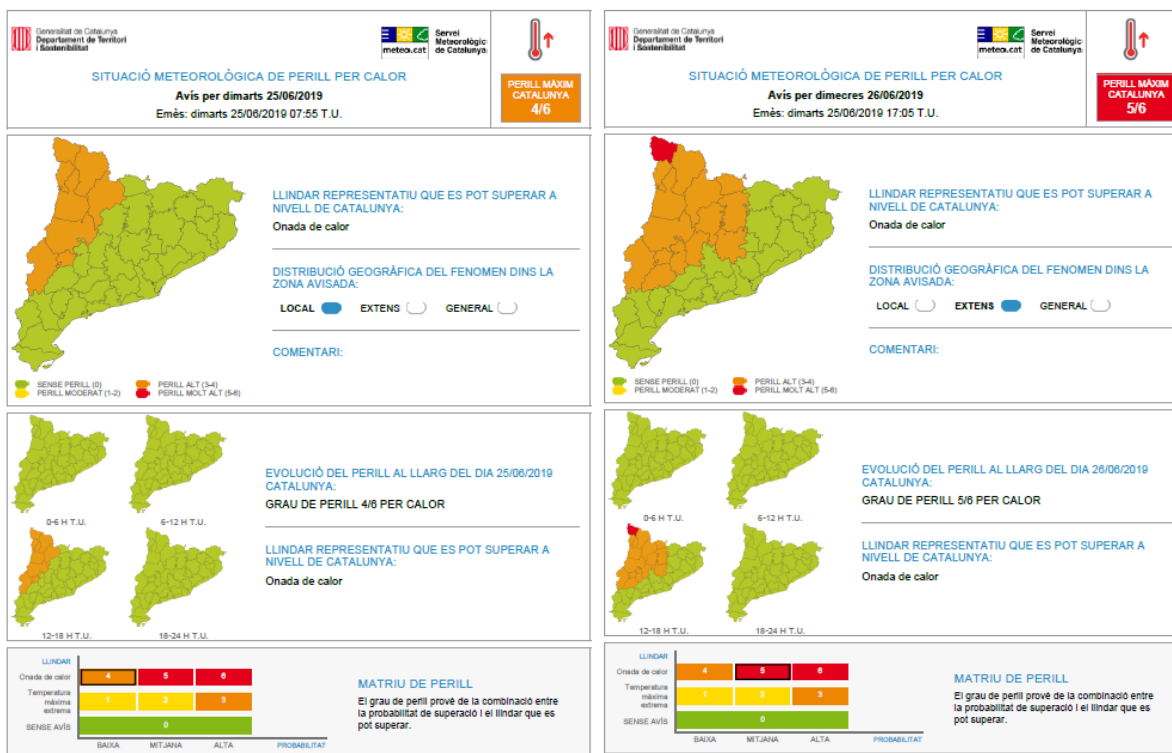 Generalitat de Catalunya
Departament de Territori
i Sostenibilitat
meteo.cat
Servei
Meteorològic
de Catalunya
SITUACIÓ METEOROLÒGICA DE PERILL PER CALOR
Avís per dimarts 25/06/2019
Emès: dimarts 25/06/2019 07:55 T.U.
PERILL MÀXIM
CATALUNYA
4/6
LLINDAR REPRESENTATIU QUE ES POT SUPERAR A
NIVELL DE CATALUNYA:
Onada de calor
DISTRIBUCIÓ GEOGRÀFICA DEL FENOMEN DINS LA
ZONA AVISADA:
LOCAL EXTENS GENERAL
COMENTARI:
SENSE PERILL (0) PERILL ALT (3-4)
PERILL MODERAT (1-2) PERILL MOLT ALT (5-6)
0-6 H T.U. 6-12 H T.U.
12-18 H T.U. 18-24 H T.U.
EVOLUCIÓ DEL PERILL AL LLARG DEL DIA 25/06/2019
CATALUNYA:
GRAU DE PERILL 4/6 PER CALOR
LLINDAR REPRESENTATIU QUE ES POT SUPERAR A
NIVELL DE CATALUNYA:
Onada de calor
LLINDAR
Onada de calor 4 5 6
Temperatura
màxima
extrema 1 2 3
SENSE AVÍS 0
BAIXA MITJANA ALTA PROBABILITAT
MATRIU DE PERILL
El grau de perill prové de la combinació entre
la probabilitat de superació i el llindar que es
pot superar.
Generalitat de Catalunya
Departament de Territori
i Sostenibilitat
meteo.cat
Servei
Meteorològic
de Catalunya
SITUACIÓ METEOROLÒGICA DE PERILL PER CALOR
Avís per dimecres 26/06/2019
Emès: dimarts 25/06/2019 17:05 T.U.
PERILL MÀXIM
CATALUNYA
5/6
LLINDAR REPRESENTATIU QUE ES POT SUPERAR A
NIVELL DE CATALUNYA:
Onada de calor
DISTRIBUCIÓ GEOGRÀFICA DEL FENOMEN DINS LA
ZONA AVISADA:
LOCAL EXTENS GENERAL
COMENTARI:
SENSE PERILL (0) PERILL ALT (3-4)
PERILL MODERAT (1-2) PERILL MOLT ALT (5-6)
0-6 H T.U. 6-12 H T.U.
12-18 H T.U. 18-24 H T.U.
EVOLUCIÓ DEL PERILL AL LLARG DEL DIA 26/06/2019
CATALUNYA:
GRAU DE PERILL 5/6 PER CALOR
LLINDAR REPRESENTATIU QUE ES POT SUPERAR A
NIVELL DE CATALUNYA:
Onada de calor
LLINDAR
Onada de calor 4 5 6
Temperatura
màxima
extrema 1 2 3
SENSE AVÍS 0
BAIXA MITJANA ALTA PROBABILITAT
MATRIU DE PERILL
El grau de perill prové de la combinació entre
la probabilitat de superació i el llindar que es
pot superar.